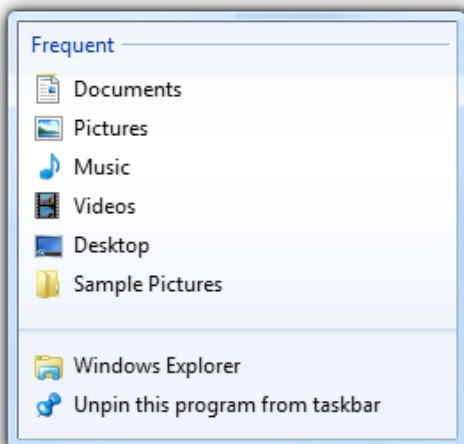 Frequent
Documents
Pictures
Music
Videos
Desktop
Sample Pictures
Windows Explorer
Unpin this program from taskbar